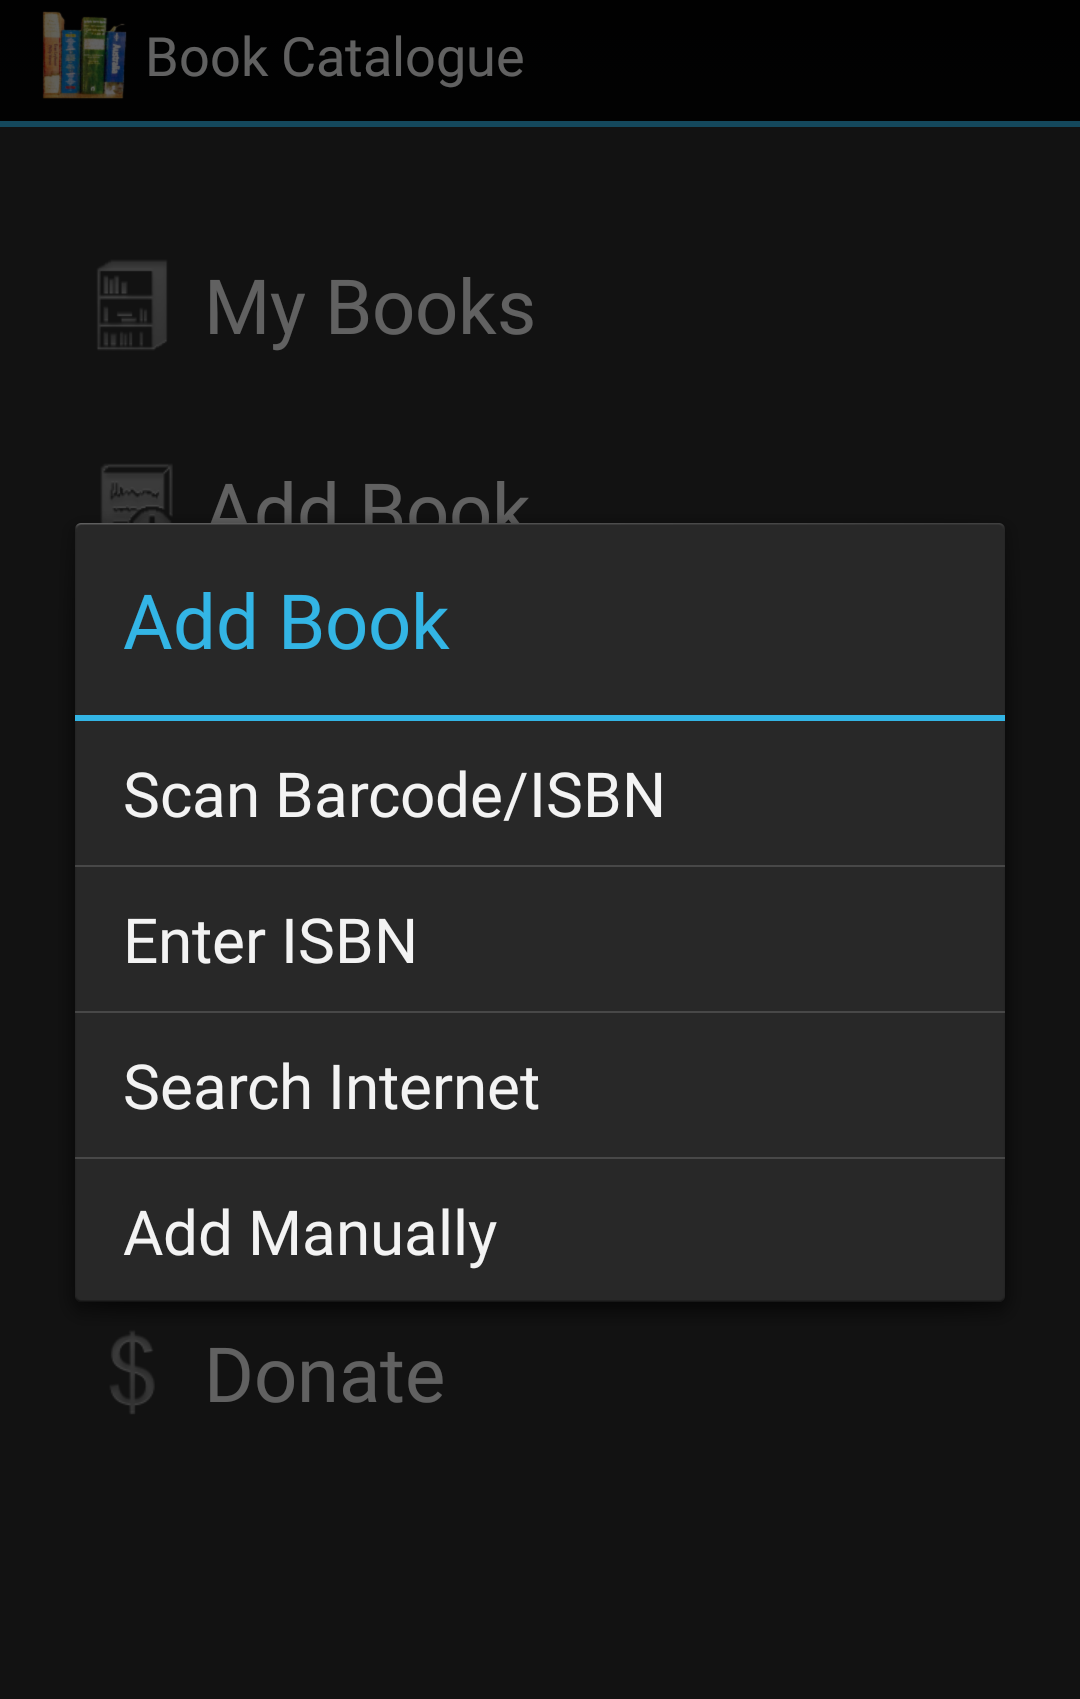 Book Catalogue
My Books
Add Book
Add Book
Scan Barcode/ISBN
Enter ISBN
Search Internet
Add Manually
$ Donate